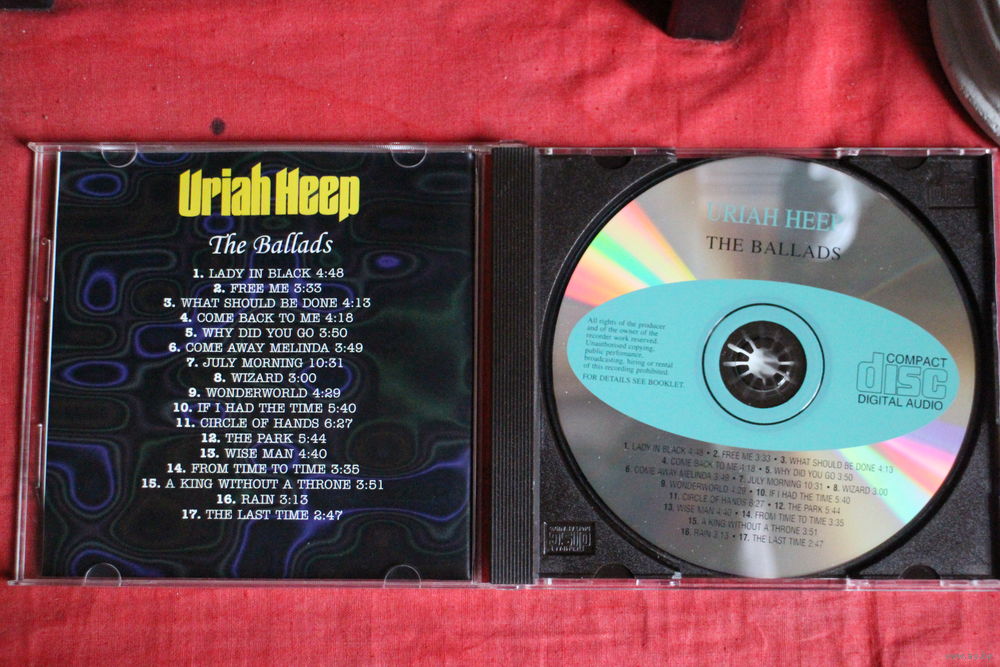 Uriah Heep
The Ballads
1. LADY IN BLACK 4:48
2. FREE ME 3:33
3. WHAT SHOULD BE DONE 4:13
4. COME BACK TO ME 4:18
5. WHY DID YOU GO 3:50
6. COME AWAY MELINDA 3:49
7. JULY MORNING 10:31
8. WIZARD 3:00
9. WONDERWORLD 4:29
10. IF I HAD THE TIME 5:40
11. CIRCLE OF HANDS 6:27
12. THE PARK 5:44
13. WISE MAN 4:40
14. FROM TIME TO TIME 3:35
15. A KING WITHOUT A THRONE 3:51
16. RAIN 3:13
17. THE LAST TIME 2:47
URIAH HEEP
THE BALLADS
All rights of the producer
and of the owner of the
recorder work reserved.
Unauthorised copying,
public perfomance,
broadcasting, hiring or rental
of this recording prohibited.
FOR DETAILS SEE BOOKLET.
COMPACT
disc
DIGITAL AUDIO
1. LADY IN BLACK 4:48 • 2. FREE ME 3:33 • 3. WHAT SHOULD BE DONE 4:13
4. COME BACK TO ME 4:18 • 5. WHY DID YOU GO 3:50
6. COME AWAY MELINDA 3:49 • 7. JULY MORNING 10:31 • 8. WIZARD 3:00
9. WONDERWORLD 4:29 • 10. IF I HAD THE TIME 5:40
11. CIRCLE OF HANDS 6:27 • 12. THE PARK 5:44
13. WISE MAN 4:40 • 14. FROM TIME TO TIME 3:35
15. A KING WITHOUT A THRONE 3:51
16. RAIN 3:13 • 17. THE LAST TIME 2:47